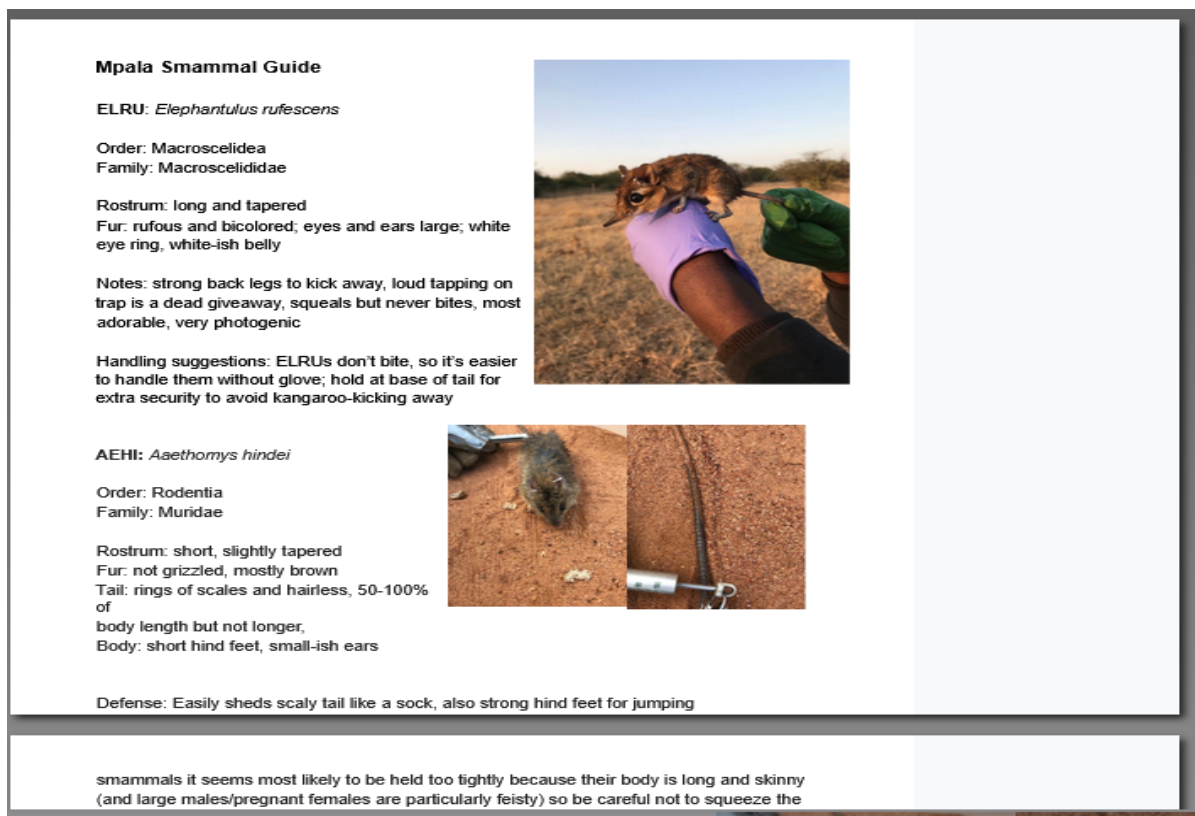 Mpala Smammal Guide
ELRU: Elephantulus rufescens
Order: Macroscelidea
Family: Macroscelididae
Rostrum: long and tapered
Fur: rufous and bicolored; eyes and ears large; white
eye ring, white-ish belly
Notes: strong back legs to kick away, loud tapping on
trap is a dead giveaway, squeals but never bites, most
adorable, very photogenic
Handling suggestions: ELRUs don't bite, so it's easier
to handle them without glove; hold at base of tail for
extra security to avoid kangaroo-kicking away
AEHI: Aaethomys hindei
Order: Rodentia
Family: Muridae
Rostrum: short, slightly tapered
Fur: not grizzled, mostly brown
Tail: rings of scales and hairless, 50-100%
of
body length but not longer,
Body: short hind feet, small-ish ears
Defense: Easily sheds scaly tail like a sock, also strong hind feet for jumping
smammals it seems most likely to be held too tightly because their body is long and skinny
(and large males/pregnant females are particularly feisty) so be careful not to squeeze the